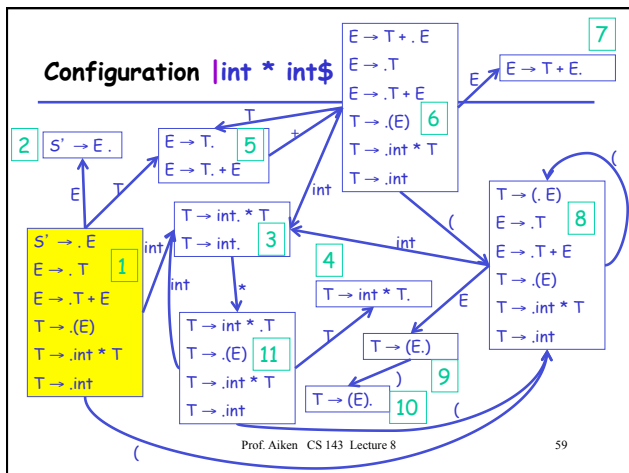 Configuration |int * int$
E → T + . E
E → .T
E → .T + E
T → .(E)
T → .int * T
T → .int
6
7
E
E → T + E.
2
S' → E .
E → T.
E → T. + E
5
T
+
E
T
int
(
(
T → int. * T
T → int.
3
S' → . E
E → . T
E → .T + E
T → .(E)
T → .int * T
T → .int
1
int
int
*
int
4
T → int * T.
T → (. E)
E → .T
E → .T + E
T → .(E)
T → .int * T
T → .int
8
E
T → int * .T
T → .(E)
T → .int * T
T → .int
11
T
T → (E.)
9
)
T → (E).
10
(
(
Prof. Aiken CS 143 Lecture 8
59